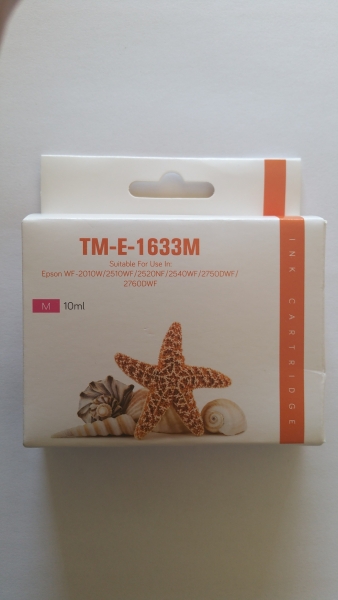 TM-E-1633M
Suitable For Use In:
Epson WF-2010W/2510WF/2520NF/2540WF/2750DWF/
2760DWF
M 10ml
INK CARTRIDGE